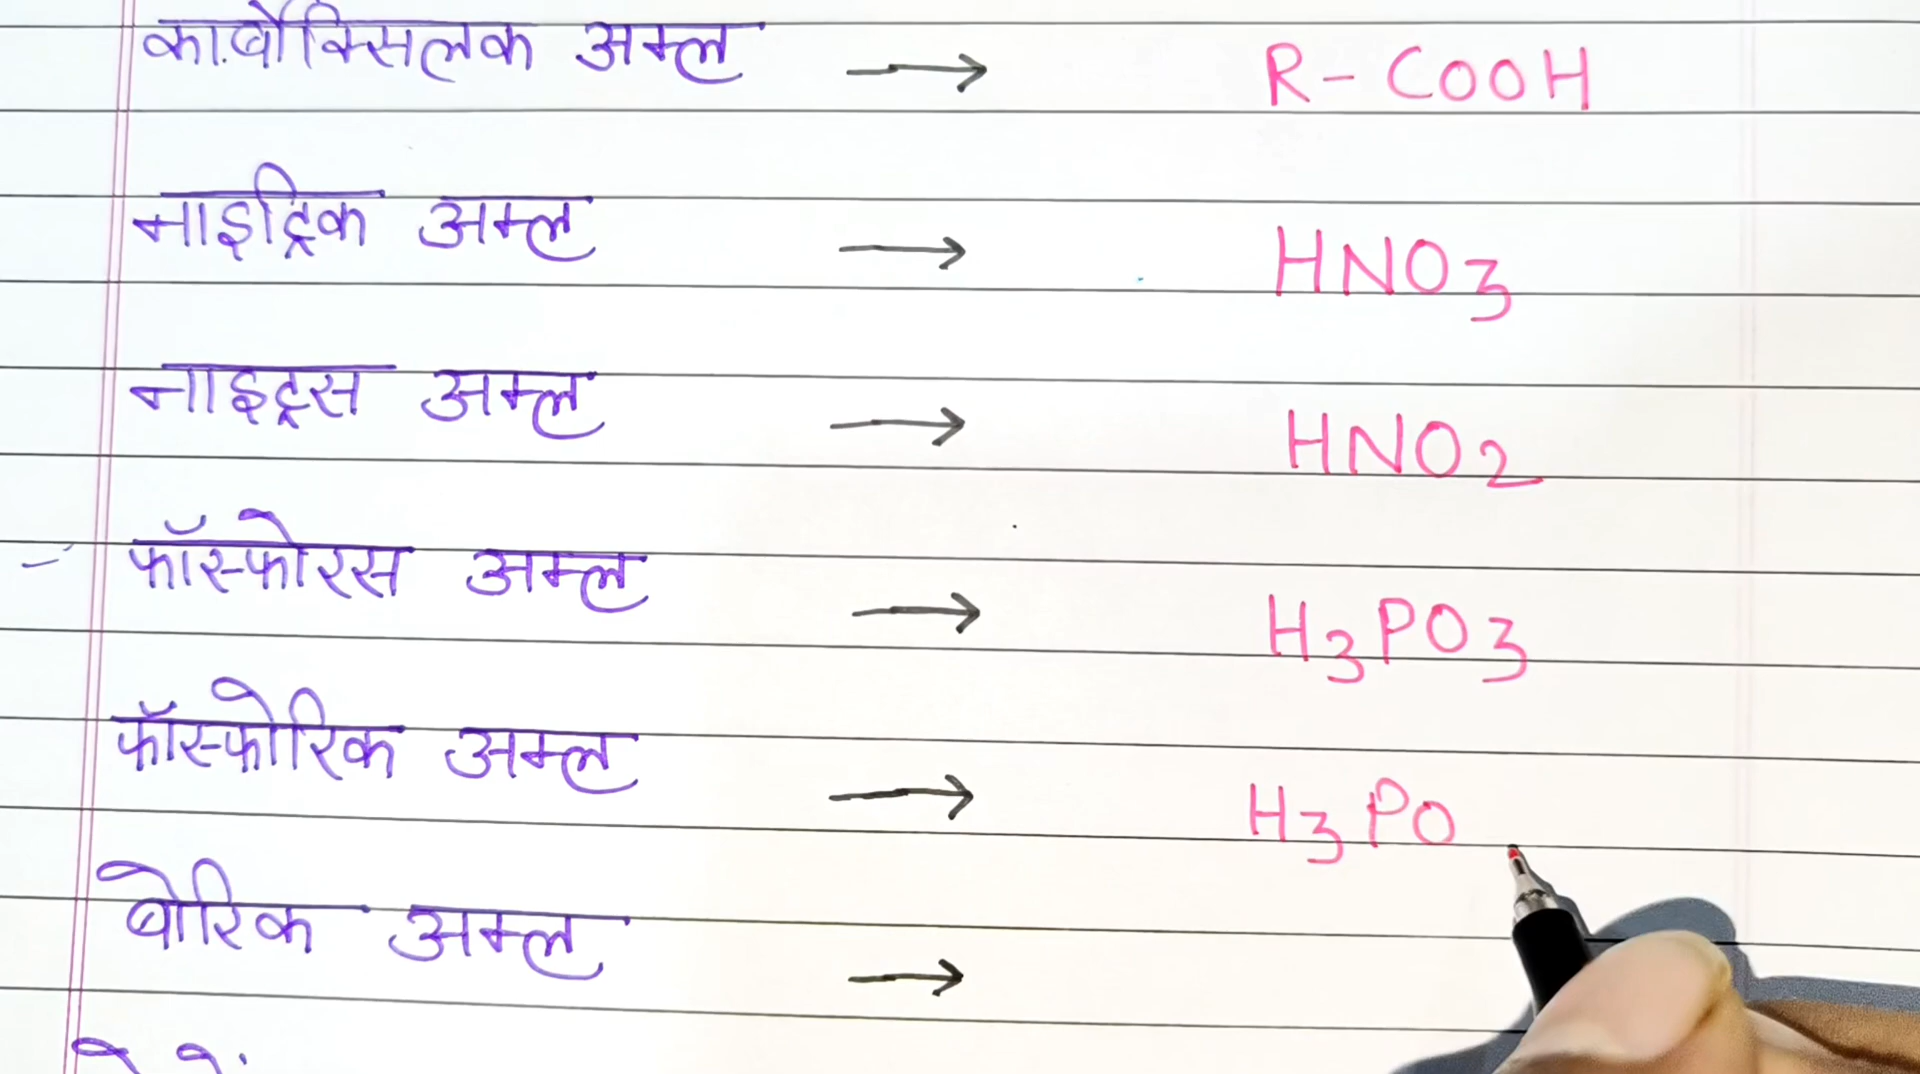 कार्बोक्सिलक अम्ल → R-COOH
नाइट्रिक अम्ल → HNO3
नाइट्रस अम्ल → HNO2
फॉस्फोरस अम्ल → H3PO3
फॉस्फोरिक अम्ल → H3PO
बोरिक अम्ल →